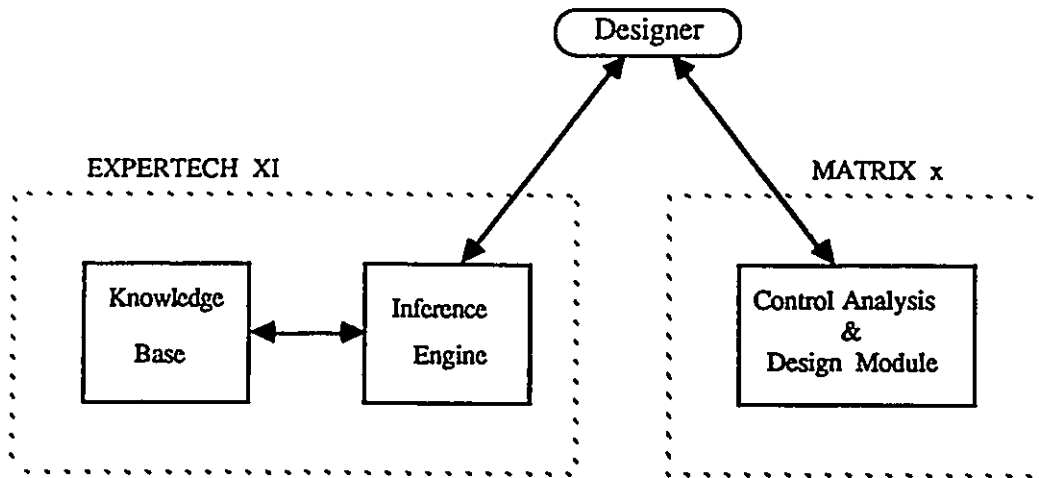 Designer
EXPERTECH XI
MATRIX x
Knowledge
Base
Inference
Engine
Control Analysis
&
Design Module